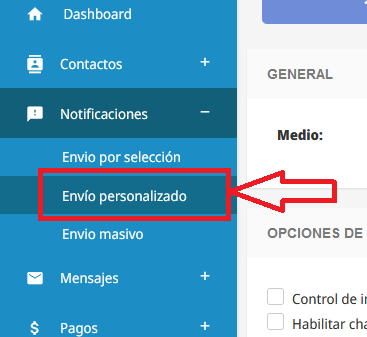 Dashboard
Contactos +
Notificaciones −
Envio por selección
Envío personalizado
Envio masivo
Mensajes +
Pagos +
GENERAL
Medio:
OPCIONES DE
Control de
Habilitar